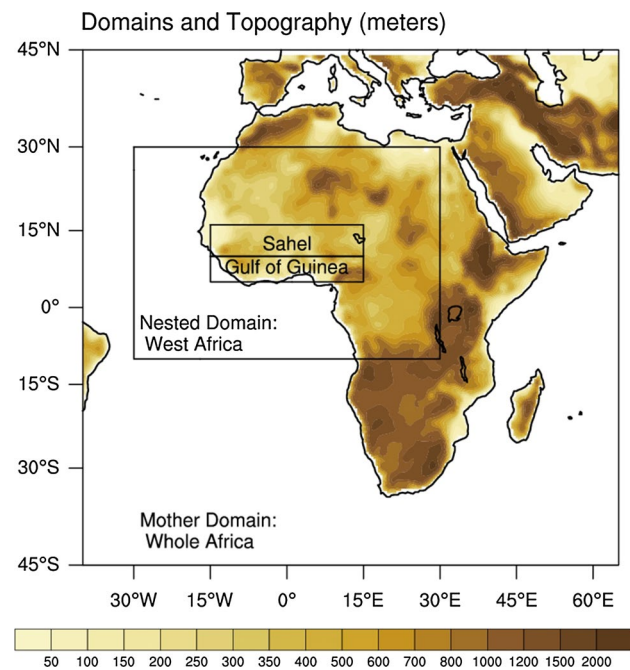 Domains and Topography (meters)
45°N
30°N
15°N
0°
15°S
30°S
45°S
Sahel
Gulf of Guinea
Nested Domain:
West Africa
Mother Domain:
Whole Africa
30°W 15°W 0° 15°E 30°E 45°E 60°E
50 100 150 200 250 300 350 400 500 600 700 800 1000 1200 1500 2000